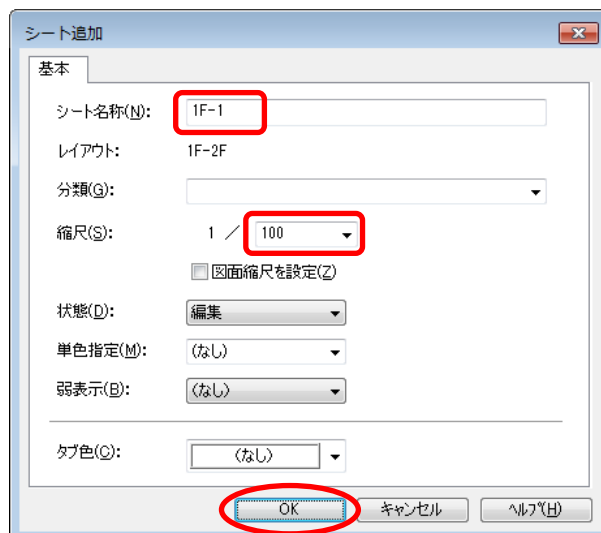 シート追加
基本
シート名称(N): 1F-1
レイアウト: 1F-2F
分類(G):
縮尺(S): 1 ／ 100
図面縮尺を設定(Z)
状態(D): 編集
単色指定(M): (なし)
弱表示(B): (なし)
タブ色(C): (なし)
OK キャンセル ヘルプ(H)